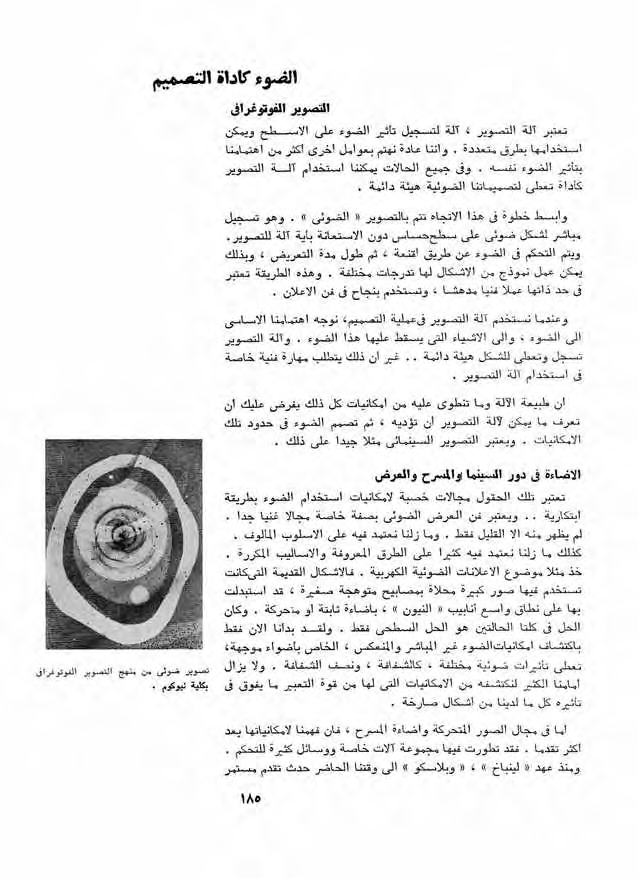 الضوء كاداة التصميم
التصوير الفوتوغرافى
تعتبر آلة التصوير ، آلة لتسجيل تأثير الضوء على الاسطح ويمكن
استخدامها بطرق متعددة . واننا عادة نهتم بعوامل اخرى أكثر من اهتمامنا
بتأثير الضوء نفسه . وفى جميع الحالات يمكننا استخدام آلة التصوير
كاداة تعطى لتصميماتنا الضوئية هيئة دائمة .
وابسط خطوة فى هذا الاتجاه تتم بالتصوير « الضوئى » . وهو تسجيل
مباشر لشكل ضوئى على سطح حساس دون الاستعانة باية آلة للتصوير .
ويتم التحكم فى الضوء عن طريق اقنعة ، ثم طول مدة التعريض ، وبذلك
يمكن عمل نموذج من الاشكال لها تدرجات مختلفة . وهذه الطريقة تعتبر
فى حد ذاتها عملا فنيا مدهشا ، وتستخدم بنجاح فى فن الاعلان .
وعندما نستخدم آلة التصوير فى عملية التصميم، نوجه اهتمامنا الاساسى
الى الضوء ، والى الاشياء التى يسقط عليها هذا الضوء . وآلة التصوير
تسجل وتعطى لشكل هيئة دائمة . . غير ان ذلك يتطلب مهارة فنية خاصة
فى استخدام آلة التصوير .
ان طبيعة الآلة وما تنطوى عليه من امكانيات كل ذلك يفرض عليك أن
تعرف ما يمكن لآلة التصوير أن تؤديه ، ثم تصمم الضوء فى حدود تلك
الامكانيات . ويعتبر التصوير السينمائى مثلا جيدا على ذلك .
الاضاءة فى دور السينما والمسرح والعرض
تعتبر تلك الحقول مجالات خصبة لامكانيات استخدام الضوء بطريقة
ابتكارية . . ويعتبر فن العرض الضوئى بصفة خاصة مجالا غنيا جدا .
لم يظهر منه الا القليل فقط . وما زلنا نعتمد فيه على الاسلوب المألوف .
كذلك ما زلنا نعتمد فيه كثيرا على الطرق المعروفة والاساليب المكررة .
خذ مثلا موضوع الاعلانات الضوئية الكهربية . فالاشكال القديمة التى كانت
تستخدم فيها صور كبيرة محلاة بمصابيح متوهجة صغيرة ، قد استبدلت
بها على نطاق واسع أنابيب « النيون » ، باضاءة ثابتة او متحركة . وكان
الحل فى كلتا الحالتين هو الحل السطحى فقط . ولقد بدانا الآن فقط
باكتشاف امكانيات الضوء غير المباشر والمنعكس ، الخاص باضواء موجهة،
تعطى تاثيرات ضوئية مختلفة ، كالشفافة ، ونصف الشفافة . ولا يزال
امامنا الكثير لنكتشفه من الامكانيات التى لها من قوة التعبير ما يفوق فى
تأثيره كل ما لدينا من اشكال صارخة .
اما فى مجال الصور المتحركة واضاءة المسرح ، فان فهمنا لامكانياتها يعد
أكثر تقدما . فقد تطورت فيها مجموعة آلات خاصة ووسائل كثيرة للتحكم .
ومنذ عهد « لينباخ » ، « وبلاسكو » الى وقتنا الحاضر حدث تقدم مستمر
تصوير ضوئى من منهج التصوير الفوتوغرافى
بكلية نيوكوم .
١٨٥